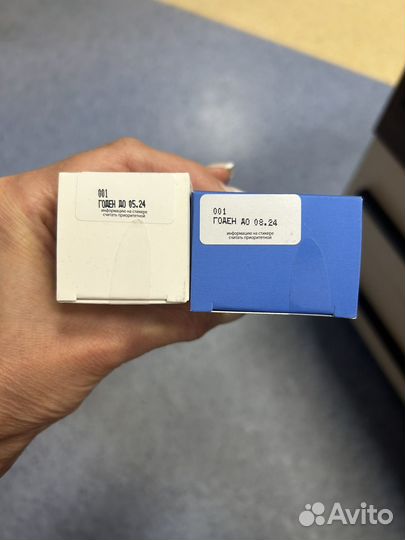 001
ГОДЕН ДО 05.24
информацию на стикере
считать приоритетной
001
ГОДЕН ДО 08.24
информацию на стикере
считать приоритетной
Avito